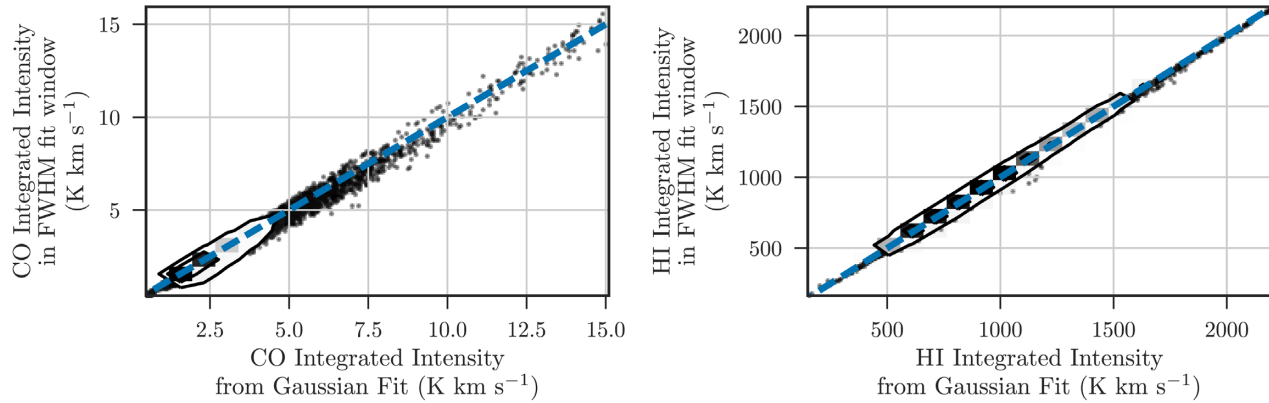 CO Integrated Intensity
in FWHM fit window
(K km s⁻¹)
15
10
5
2.5
5.0
7.5
10.0
12.5
15.0
CO Integrated Intensity
from Gaussian Fit (K km s⁻¹)
HI Integrated Intensity
in FWHM fit window
(K km s⁻¹)
2000
1500
1000
500
500
1000
1500
2000
HI Integrated Intensity
from Gaussian Fit (K km s⁻¹)